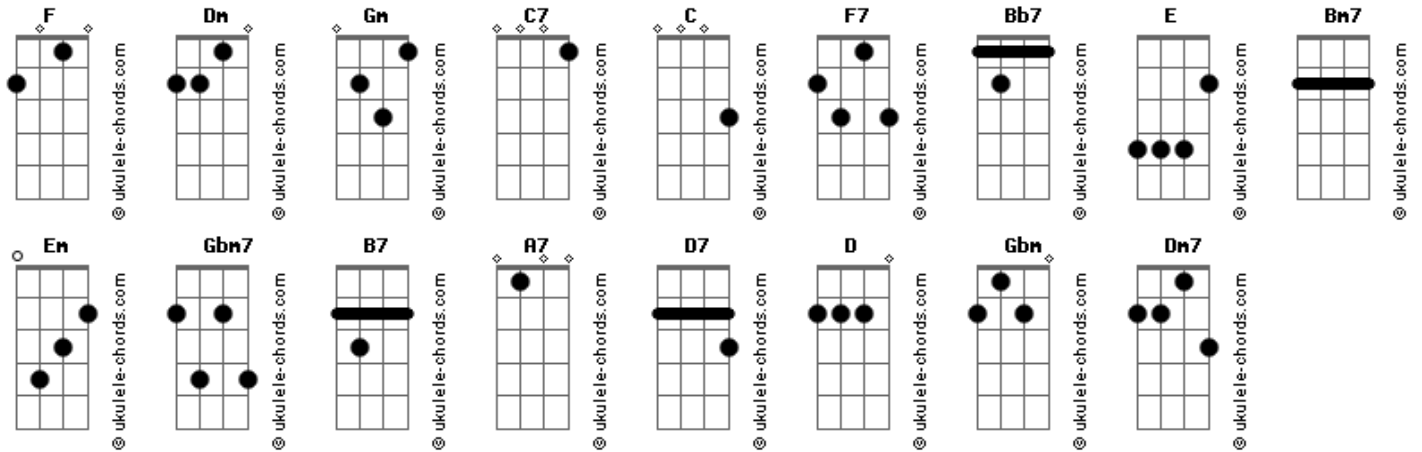 F Dm Gm C7 C F7 Bb7 E Bm7
© ukulele-chords.com © ukulele-chords.com © ukulele-chords.com © ukulele-chords.com © ukulele-chords.com © ukulele-chords.com © ukulele-chords.com © ukulele-chords.com © ukulele-chords.com
Em Gbm7 B7 A7 D7 D Gbm Dm7
© ukulele-chords.com © ukulele-chords.com © ukulele-chords.com © ukulele-chords.com © ukulele-chords.com © ukulele-chords.com © ukulele-chords.com © ukulele-chords.com